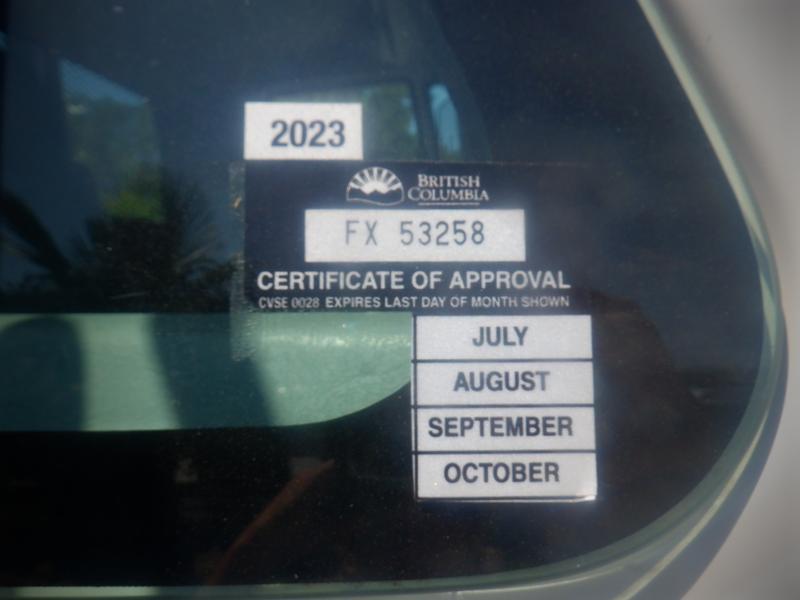 2023
BRITISH
COLUMBIA
FX 53258
CERTIFICATE OF APPROVAL
CVSE 0028 EXPIRES LAST DAY OF MONTH SHOWN
JULY
AUGUST
SEPTEMBER
OCTOBER